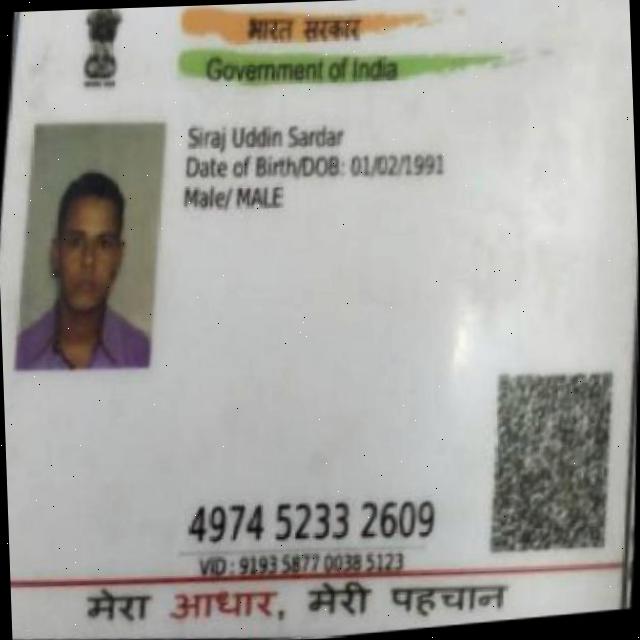 भारत सरकार
Government of India
Siraj Uddin Sardar
Date of Birth/DOB: 01/02/1991
Male/ MALE
4974 5233 2609
VID : 9193 5877 0038 5123
मेरा आधार, मेरी पहचान